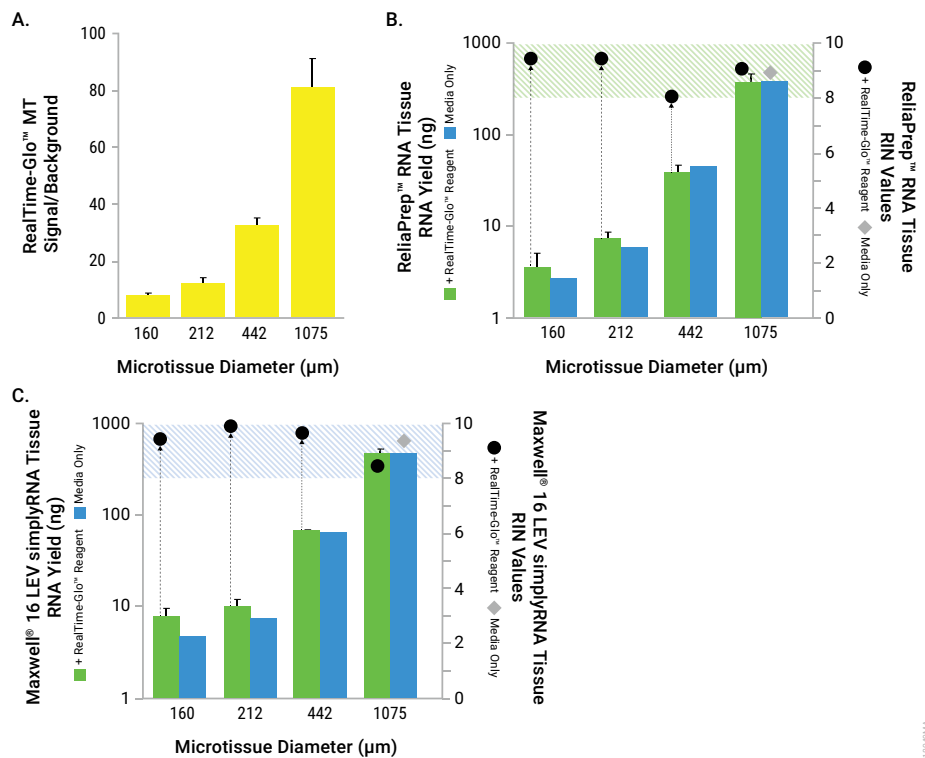 A.
RealTime-Glo™ MT
Signal/Background
100
80
60
40
20
0
160 212 442 1075
Microtissue Diameter (µm)
B.
ReliaPrep™ RNA Tissue
RNA Yield (ng)
+ RealTime-Glo™ Reagent Media Only
1000
100
10
1
160 212 442 1075
Microtissue Diameter (µm)
10
8
6
4
2
0
+ RealTime-Glo™ Reagent Media Only
ReliaPrep™ RNA Tissue
RIN Values
C.
Maxwell® 16 LEV simplyRNA Tissue
RNA Yield (ng)
+ RealTime-Glo™ Reagent Media Only
1000
100
10
1
160 212 442 1075
Microtissue Diameter (µm)
10
8
6
4
2
0
+ RealTime-Glo™ Reagent Media Only
Maxwell® 16 LEV simplyRNA Tissue
RIN Values